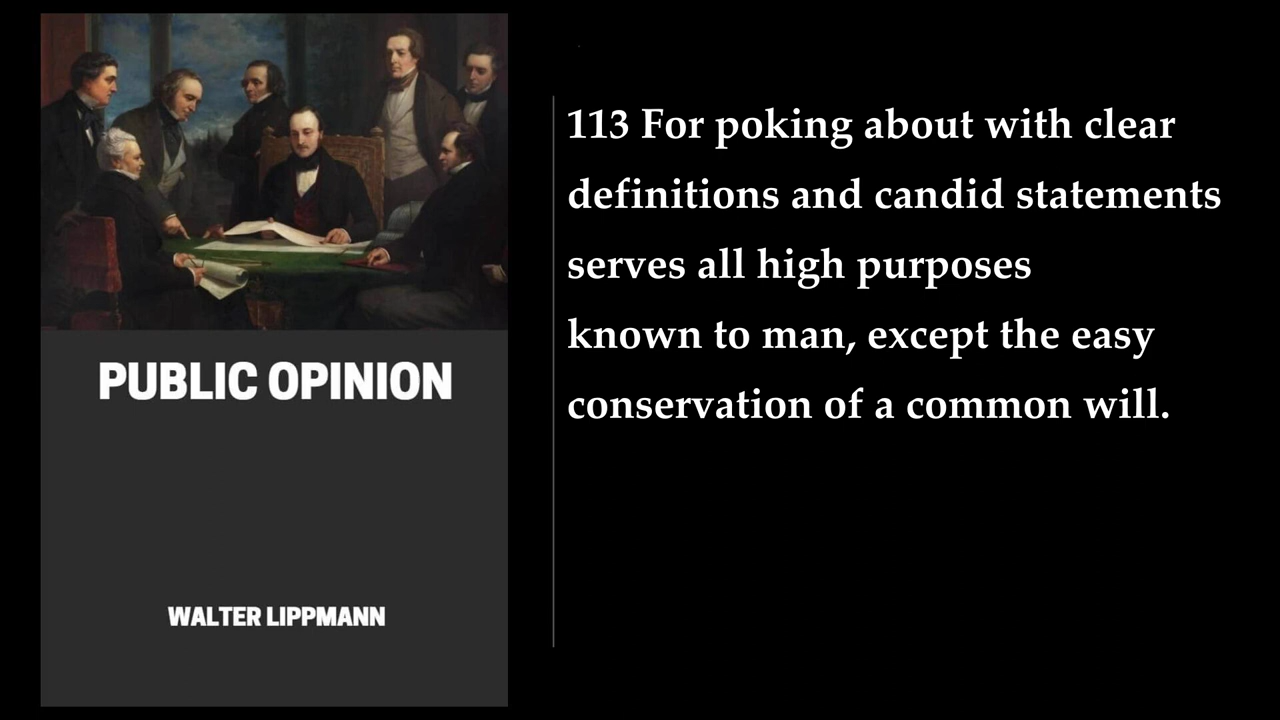 PUBLIC OPINION
WALTER LIPPMANN
113 For poking about with clear
definitions and candid statements
serves all high purposes
known to man, except the easy
conservation of a common will.